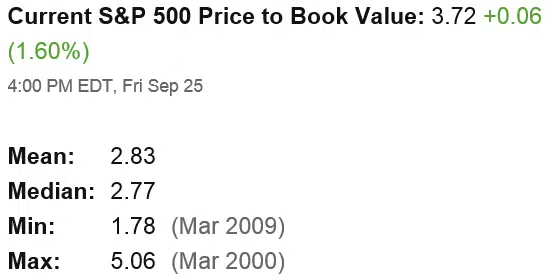 Current S&P 500 Price to Book Value: 3.72 +0.06
(1.60%)
4:00 PM EDT, Fri Sep 25
Mean: 2.83
Median: 2.77
Min: 1.78 (Mar 2009)
Max: 5.06 (Mar 2000)